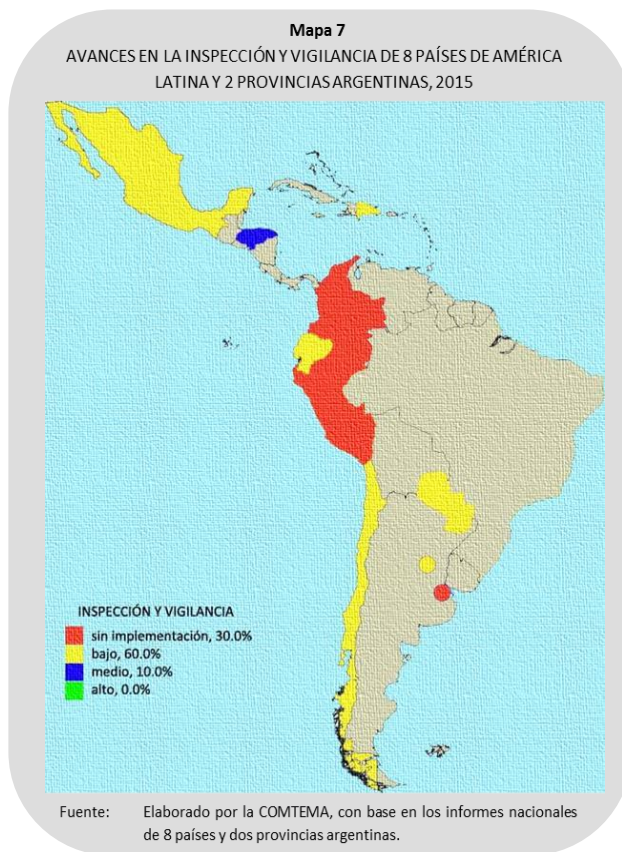 Mapa 7
AVANCES EN LA INSPECCIÓN Y VIGILANCIA DE 8 PAÍSES DE AMÉRICA
LATINA Y 2 PROVINCIAS ARGENTINAS, 2015
INSPECCIÓN Y VIGILANCIA
sin implementación, 30.0%
bajo, 60.0%
medio, 10.0%
alto, 0.0%
Fuente: Elaborado por la COMTEMA, con base en los informes nacionales
de 8 países y dos provincias argentinas.